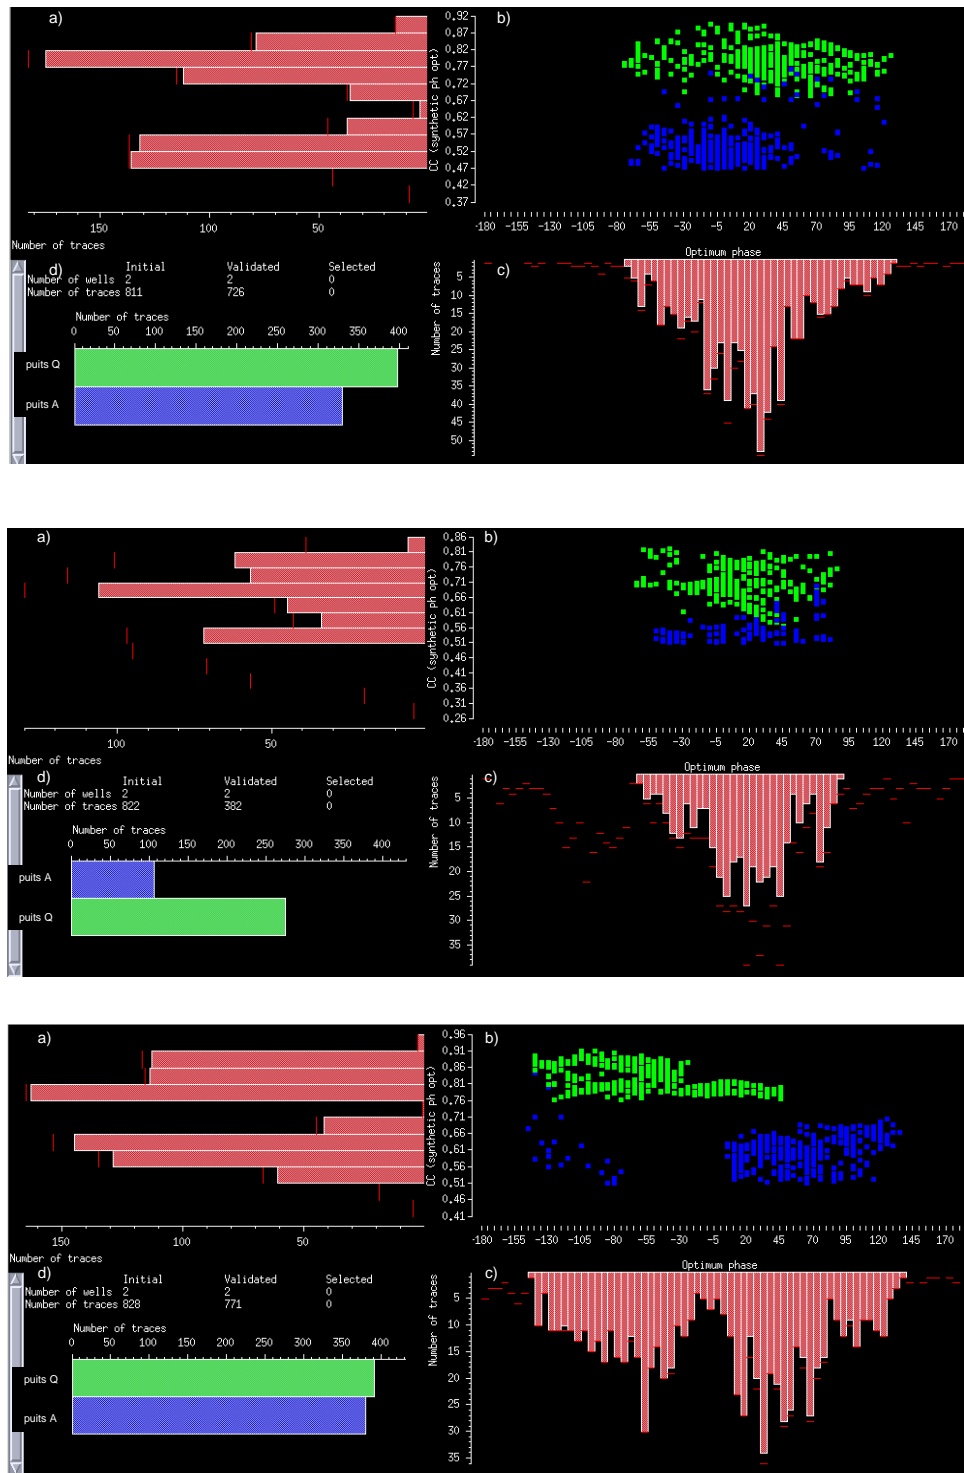 a)
0.92
0.87
0.82
0.77
0.72
0.67
0.62
0.57
0.52
0.47
0.42
0.37
CC (synthetic ph opt)
150 100 50
Number of traces
b)
-180 -155 -130 -105 -80 -55 -30 -5 20 45 70 95 120 145 170
Optimum phase
d)
Initial Validated Selected
Number of wells 2 2 0
Number of traces 811 726 0
Number of traces
0 50 100 150 200 250 300 350 400
puits Q
puits A
c)
Number of traces
5
10
15
20
25
30
35
40
45
50
a)
0.86
0.81
0.76
0.71
0.66
0.61
0.56
0.51
0.46
0.41
0.36
0.31
0.26
CC (synthetic ph opt)
100 50
Number of traces
b)
-180 -155 -130 -105 -80 -55 -30 -5 20 45 70 95 120 145 170
Optimum phase
d)
Initial Validated Selected
Number of wells 2 2 0
Number of traces 822 382 0
Number of traces
0 50 100 150 200 250 300 350 400
puits A
puits Q
c)
Number of traces
5
10
15
20
25
30
35
a)
0.96
0.91
0.86
0.81
0.76
0.71
0.66
0.61
0.56
0.51
0.46
0.41
CC (synthetic ph opt)
150 100 50
Number of traces
b)
-180 -155 -130 -105 -80 -55 -30 -5 20 45 70 95 120 145 170
Optimum phase
d)
Initial Validated Selected
Number of wells 2 2 0
Number of traces 828 771 0
Number of traces
0 50 100 150 200 250 300 350 400
puits Q
puits A
c)
Number of traces
5
10
15
20
25
30
35